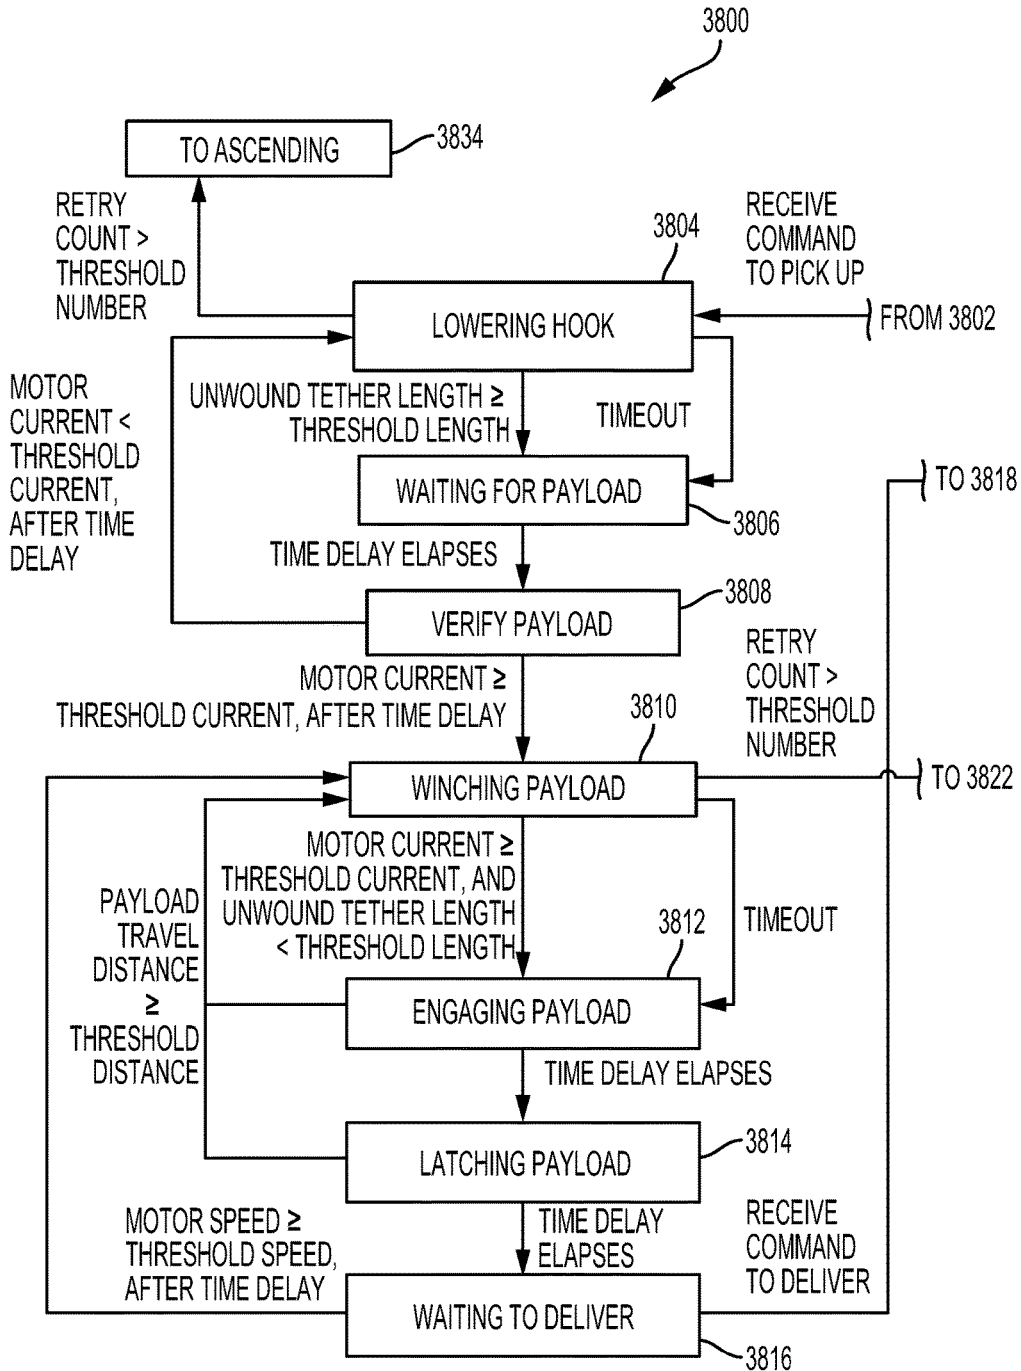 3800
TO ASCENDING
3834
RETRY
COUNT >
THRESHOLD
NUMBER
3804
RECEIVE
COMMAND
TO PICK UP
LOWERING HOOK
FROM 3802
MOTOR
CURRENT <
THRESHOLD
CURRENT,
AFTER TIME
DELAY
UNWOUND TETHER LENGTH ≥
THRESHOLD LENGTH
TIMEOUT
WAITING FOR PAYLOAD
3806
TO 3818
TIME DELAY ELAPSES
VERIFY PAYLOAD
3808
MOTOR CURRENT ≥
THRESHOLD CURRENT, AFTER TIME DELAY
RETRY
COUNT >
THRESHOLD
NUMBER
3810
WINCHING PAYLOAD
TO 3822
MOTOR CURRENT ≥
THRESHOLD CURRENT, AND
UNWOUND TETHER LENGTH
< THRESHOLD LENGTH
PAYLOAD
TRAVEL
DISTANCE
≥
THRESHOLD
DISTANCE
3812
TIMEOUT
ENGAGING PAYLOAD
TIME DELAY ELAPSES
LATCHING PAYLOAD
3814
MOTOR SPEED ≥
THRESHOLD SPEED,
AFTER TIME DELAY
TIME DELAY
ELAPSES
RECEIVE
COMMAND
TO DELIVER
WAITING TO DELIVER
3816